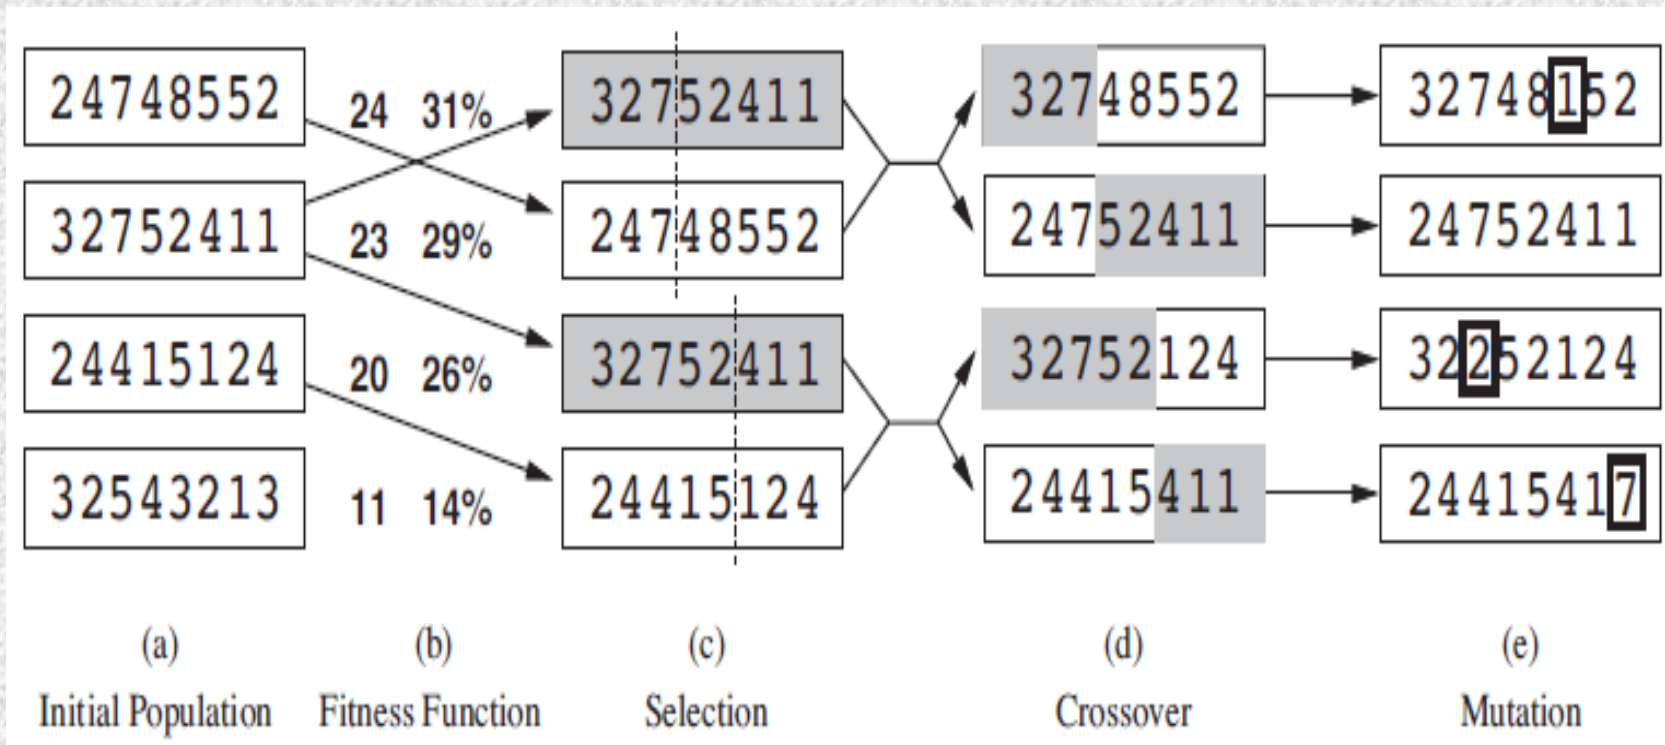 24748552 24 31% 32752411 32748552 32748152
32752411 23 29% 24748552 24752411 24752411
24415124 20 26% 32752411 32752124 32252124
32543213 11 14% 24415124 24415411 24415417
(a) (b) (c) (d) (e)
Initial Population Fitness Function Selection Crossover Mutation